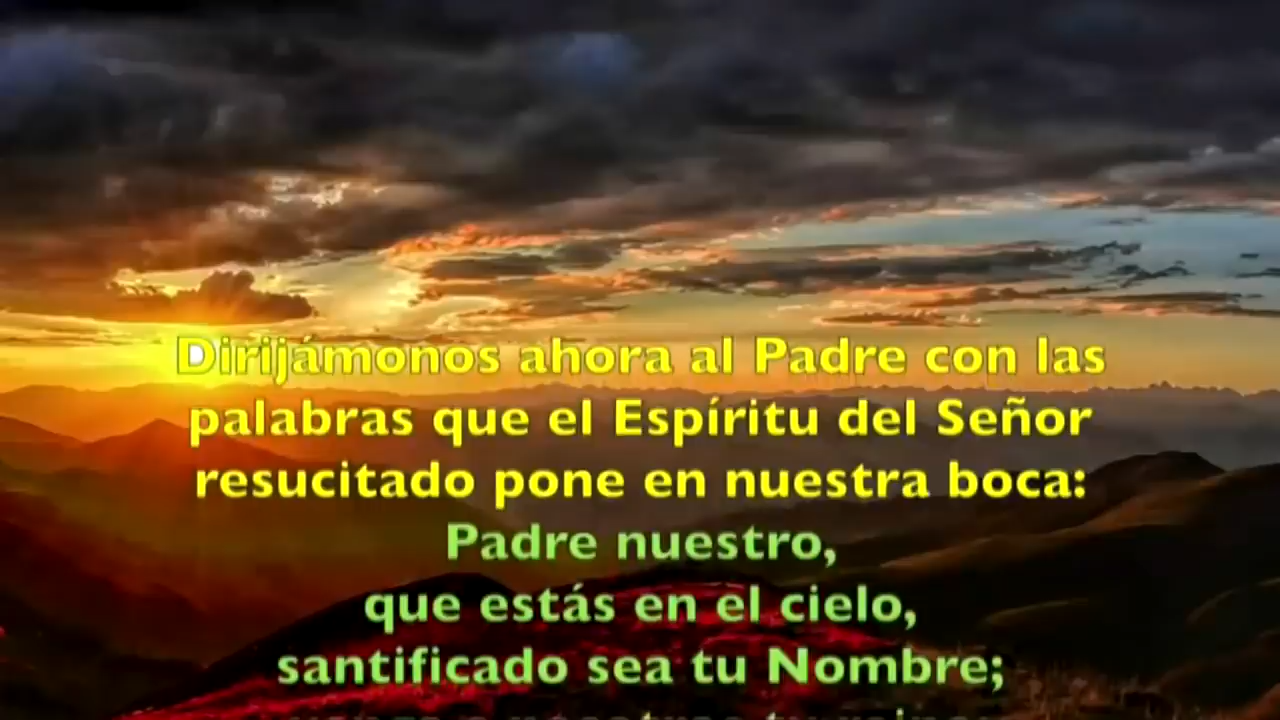 Dirijámonos ahora al Padre con las
palabras que el Espíritu del Señor
resucitado pone en nuestra boca:
Padre nuestro,
que estás en el cielo,
santificado sea tu Nombre;